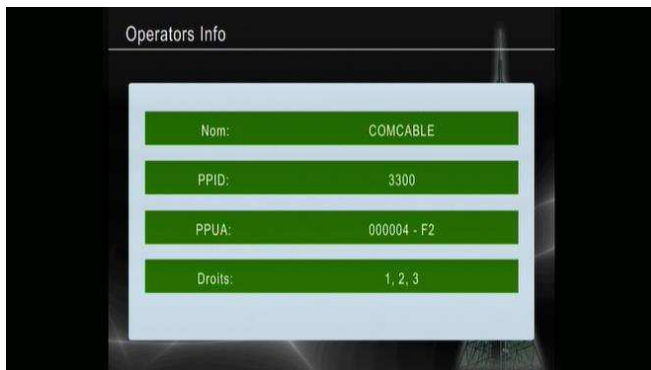 Operators Info
Nom: COMCABLE
PPID: 3300
PPUA: 000004 - F2
Droits: 1, 2, 3